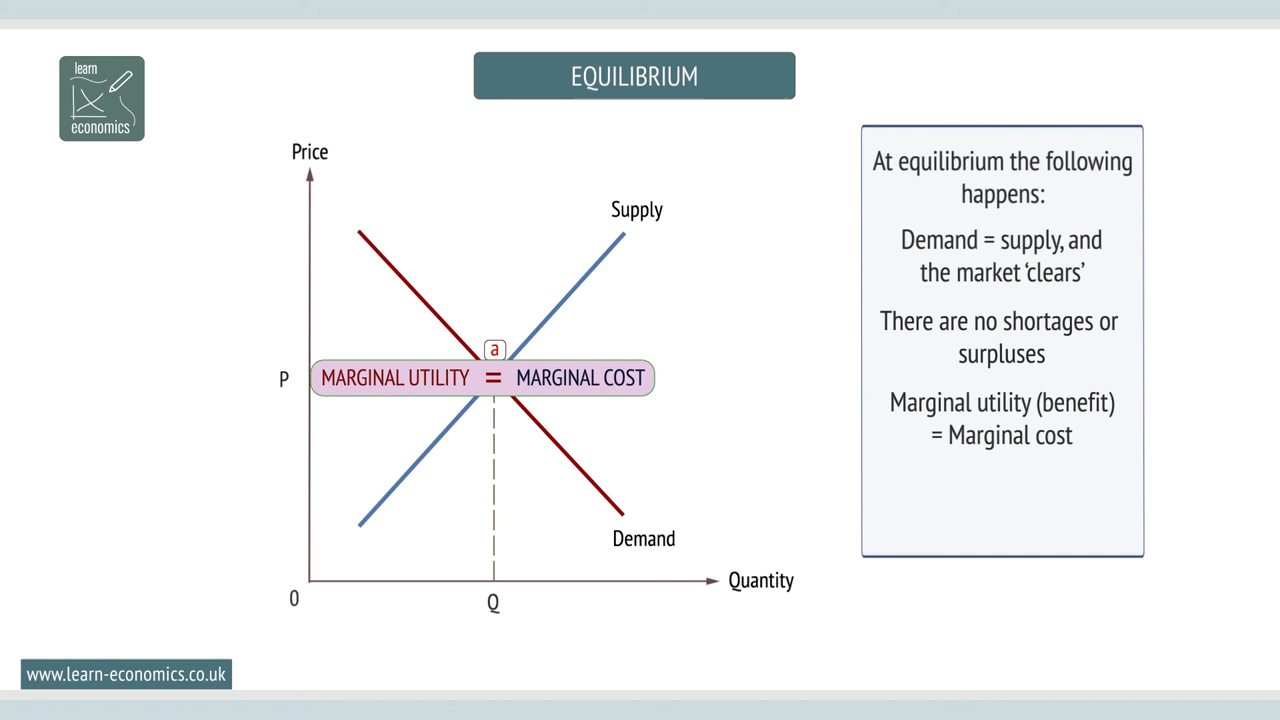 learn
economics
EQUILIBRIUM
Price
Supply
a
P
MARGINAL UTILITY = MARGINAL COST
Demand
Quantity
0
Q
At equilibrium the following
happens:
Demand = supply, and
the market ‘clears’
There are no shortages or
surpluses
Marginal utility (benefit)
= Marginal cost
www.learn-economics.co.uk